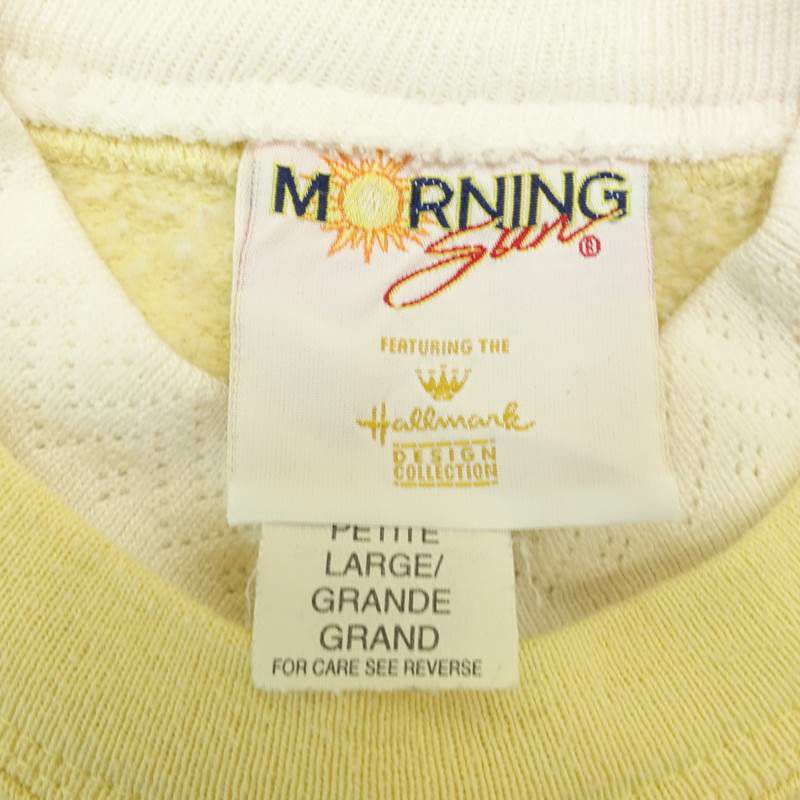 MORNING
Sun®
FEATURING THE
Hallmark
DESIGN
COLLECTION
PETITE
LARGE/
GRANDE
GRAND
FOR CARE SEE REVERSE